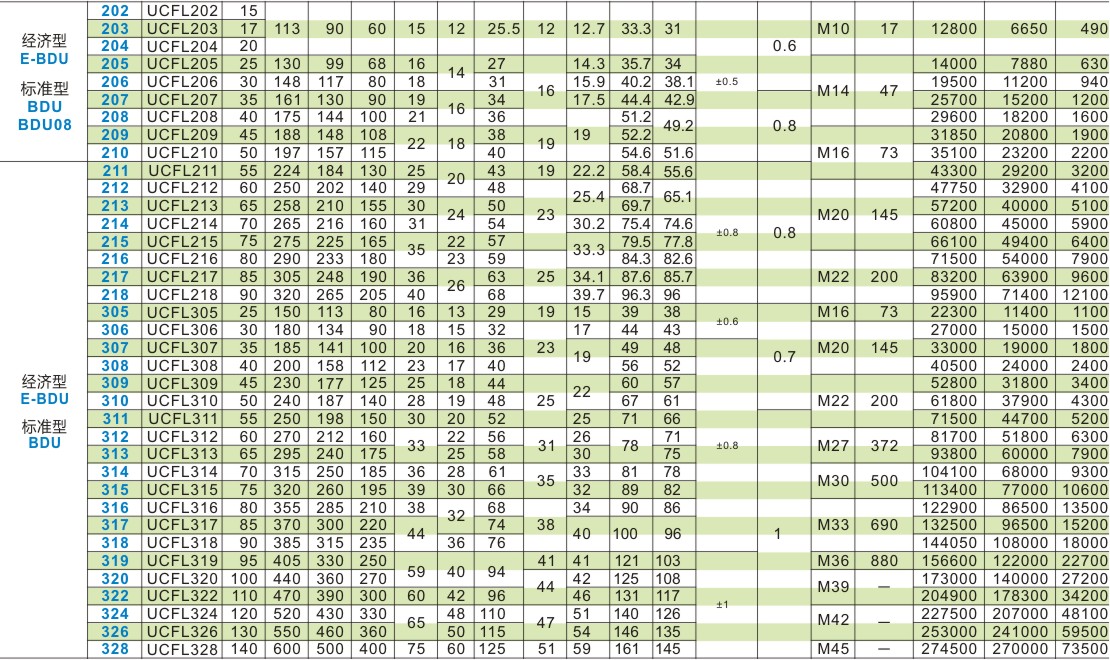 202 UCFL202 15
经济型
E-BDU
标准型
BDU
BDU08
203 UCFL203 17 113 90 60 15 12 25.5 12 12.7 33.3 31 M10 17 12800 6650 490
204 UCFL204 20 0.6
205 UCFL205 25 130 99 68 16 14 27 16 14.3 35.7 34 ±0.5 M14 47 14000 7880 630
206 UCFL206 30 148 117 80 18 31 15.9 40.2 38.1 19500 11200 940
207 UCFL207 35 161 130 90 19 16 34 17.5 44.4 42.9 25700 15200 1200
208 UCFL208 40 175 144 100 21 36 19 51.2 49.2 0.8 29600 18200 1600
209 UCFL209 45 188 148 108 22 18 38 19 52.2 M16 73 31850 20800 1900
210 UCFL210 50 197 157 115 40 54.6 51.6 35100 23200 2200
经济型
E-BDU
标准型
BDU
211 UCFL211 55 224 184 130 25 20 43 19 22.2 58.4 55.6 43300 29200 3200
212 UCFL212 60 250 202 140 29 48 23 25.4 68.7 65.1 ±0.8 0.8 M20 145 47750 32900 4100
213 UCFL213 65 258 210 155 30 24 50 69.7 57200 40000 5100
214 UCFL214 70 265 216 160 31 54 30.2 75.4 74.6 60800 45000 5900
215 UCFL215 75 275 225 165 35 22 57 33.3 79.5 77.8 66100 49400 6400
216 UCFL216 80 290 233 180 23 59 84.3 82.6 71500 54000 7900
217 UCFL217 85 305 248 190 36 26 63 25 34.1 87.6 85.7 M22 200 83200 63900 9600
218 UCFL218 90 320 265 205 40 68 39.7 96.3 96 95900 71400 12100
305 UCFL305 25 150 113 80 16 13 29 19 15 39 38 ±0.6 M16 73 22300 11400 1100
306 UCFL306 30 180 134 90 18 15 32 23 17 44 43 0.7 M20 145 27000 15000 1500
307 UCFL307 35 185 141 100 20 16 36 19 49 48 33000 19000 1800
308 UCFL308 40 200 158 112 23 17 40 56 52 40500 24000 2400
309 UCFL309 45 230 177 125 25 18 44 25 22 60 57 M22 200 52800 31800 3400
310 UCFL310 50 240 187 140 28 19 48 67 61 61800 37900 4300
311 UCFL311 55 250 198 150 30 20 52 25 71 66 ±0.8 71500 44700 5200
312 UCFL312 60 270 212 160 33 22 56 31 26 78 71 M27 372 81700 51800 6300
313 UCFL313 65 295 240 175 25 58 30 75 93800 60000 7900
314 UCFL314 70 315 250 185 36 28 61 35 33 81 78 M30 500 104100 68000 9300
315 UCFL315 75 320 260 195 39 30 66 32 89 82 113400 77000 10600
316 UCFL316 80 355 285 210 38 32 68 38 34 90 86 1 M33 690 122900 86500 13500
317 UCFL317 85 370 300 220 44 74 40 100 96 132500 96500 15200
318 UCFL318 90 385 315 235 36 76 144050 108000 18000
319 UCFL319 95 405 330 250 59 40 94 41 41 121 103 ±1 M36 880 156600 122000 22700
320 UCFL320 100 440 360 270 44 42 125 108 M39 — 173000 140000 27200
322 UCFL322 110 470 390 300 60 42 96 46 131 117 204900 178300 34200
324 UCFL324 120 520 430 330 65 48 110 47 51 140 126 M42 — 227500 207000 48100
326 UCFL326 130 550 460 360 50 115 54 146 135 253000 241000 59500
328 UCFL328 140 600 500 400 75 60 125 51 59 161 145 M45 — 274500 270000 73500